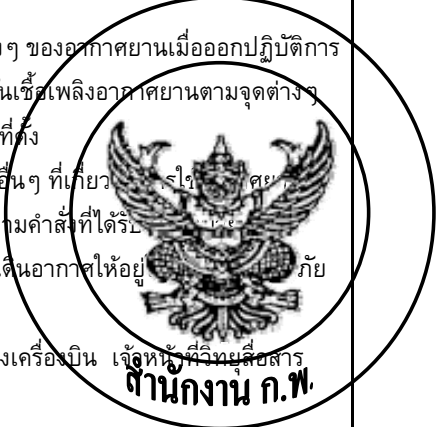 ๆ ของอากาศยานเมื่อออกปฏิบัติการ
เชื้อเพลิงอากาศยานตามจุดต่างๆ
ที่ตั้ง
อื่นๆ ที่เกี่ยว
ามคำสั่งที่ได้รับ
เดินอากาศให้อยู่ ภัย
งเครื่องบิน เจ้าหน้าที่วิทยุสื่อสาร
สำนักงาน ก.พ.